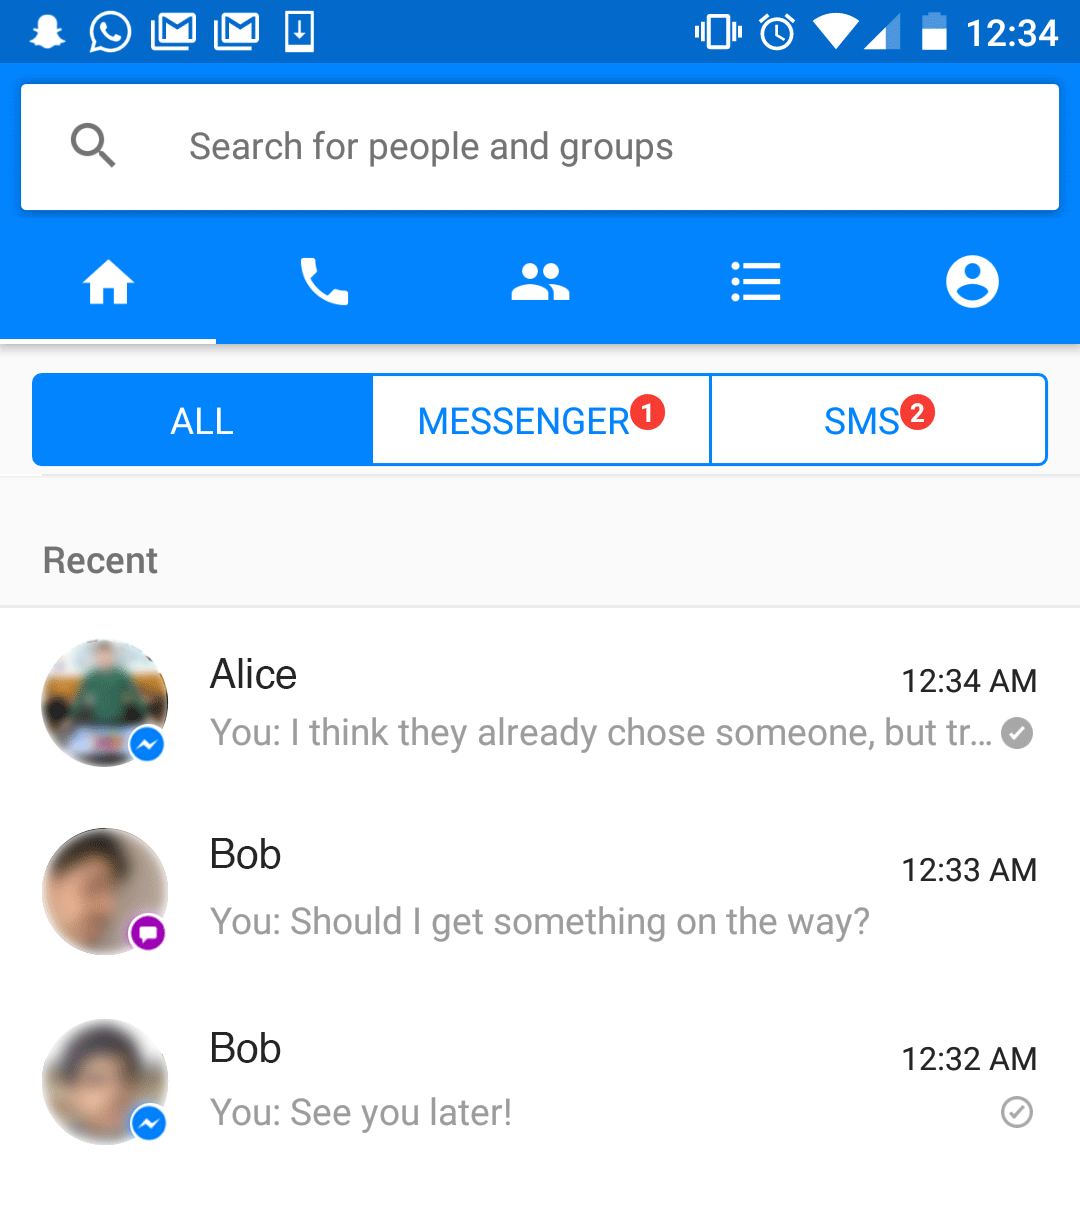 12:34
Search for people and groups
ALL
MESSENGER 1
SMS 2
Recent
Alice
12:34 AM
You: I think they already chose someone, but tr...
Bob
12:33 AM
You: Should I get something on the way?
Bob
12:32 AM
You: See you later!